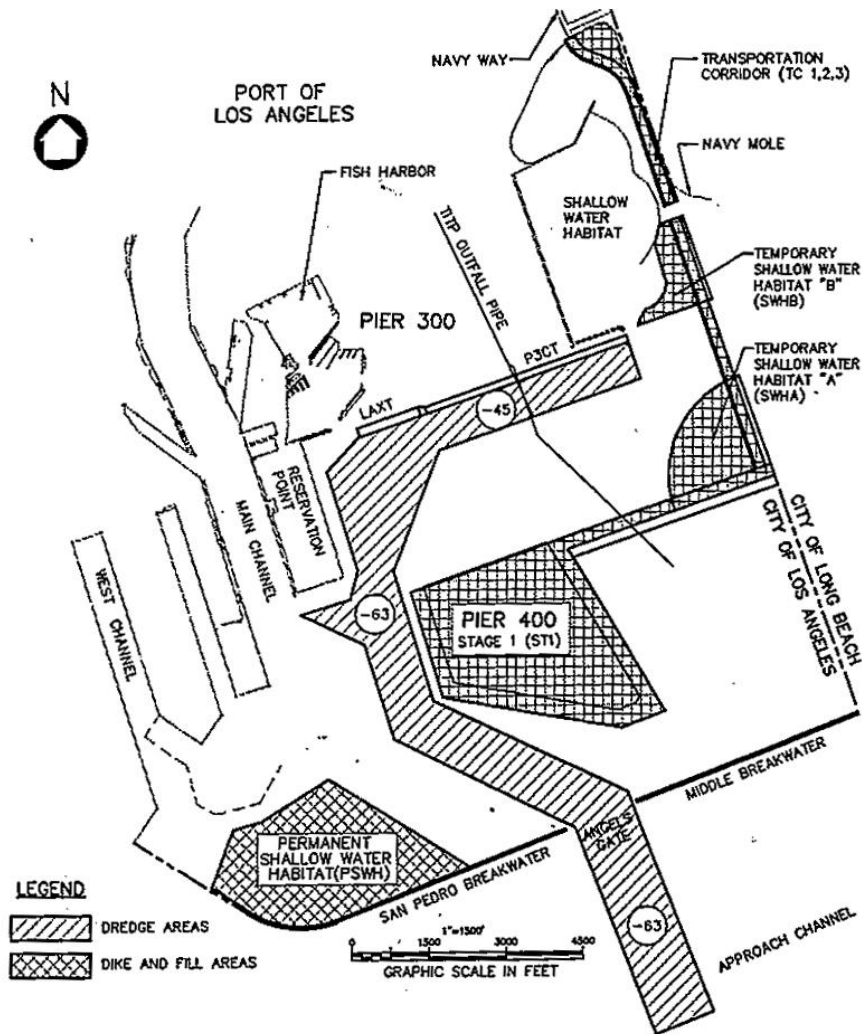 NAVY WAY
TRANSPORTATION
CORRIDOR (TC 1,2,3)
N
PORT OF
LOS ANGELES
NAVY MOLE
FISH HARBOR
SHALLOW
WATER
HABITAT
TITP OUTFALL PIPE
TEMPORARY
SHALLOW WATER
HABITAT "B"
(SWHB)
PIER 300
P3CT
TEMPORARY
SHALLOW WATER
HABITAT "A"
(SWHA)
LAXT
-45
RESERVATION
POINT
MAIN CHANNEL
WEST CHANNEL
CITY OF LONG BEACH
CITY OF LOS ANGELES
-63
PIER 400
STAGE 1 (ST1)
MIDDLE BREAKWATER
ANGELS
GATE
PERMANENT
SHALLOW WATER
HABITAT(PSWH)
SAN PEDRO BREAKWATER
LEGEND
DREDGE AREAS
DIKE AND FILL AREAS
1"=1500'
0 1500 3000 4500
GRAPHIC SCALE IN FEET
-63
APPROACH CHANNEL